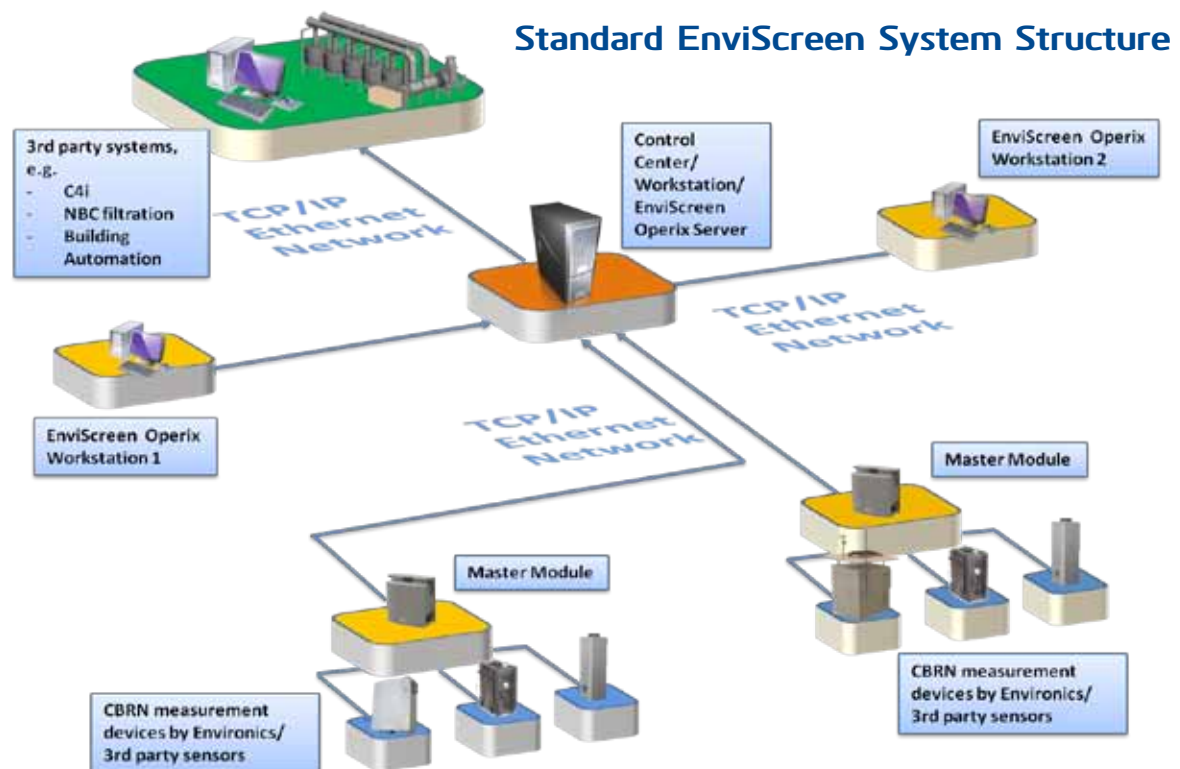 Standard EnviScreen System Structure
3rd party systems,
e.g.
- C4i
- NBC filtration
- Building
Automation
TCP/IP
Ethernet
Network
Control
Center/
Workstation/
EnviScreen
Operix Server
EnviScreen Operix
Workstation 2
TCP/IP
Ethernet
Network
EnviScreen Operix
Workstation 1
TCP/IP
Ethernet
Network
Master Module
Master Module
CBRN measurement
devices by Environics/
3rd party sensors
CBRN measurement
devices by Environics/
3rd party sensors